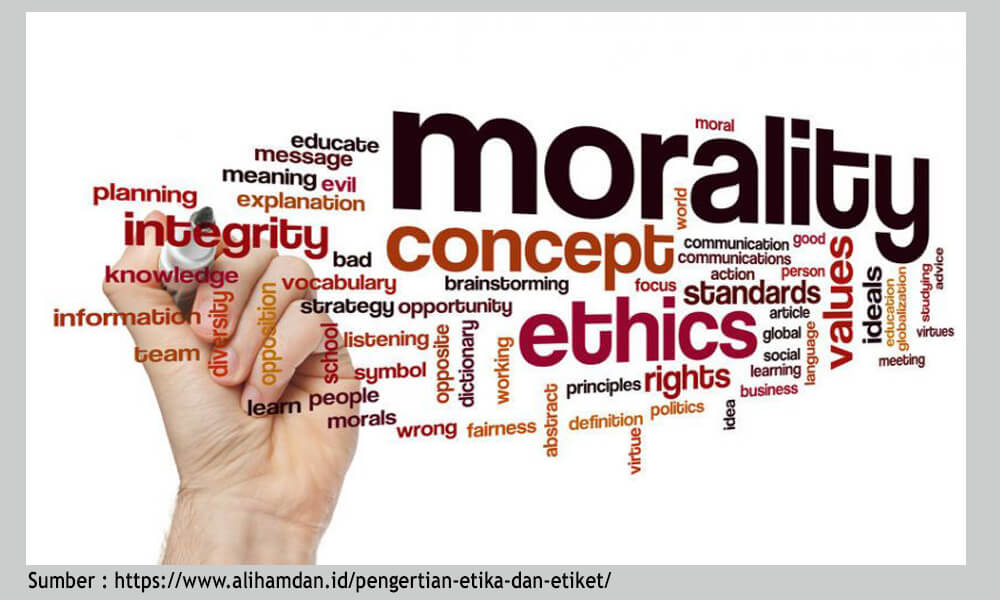 moral
morality
educate
message
meaning evil
explanation
planning
integrity
world
concept
communication good
communications
bad
knowledge
vocabulary
brainstorming
focus
action
person
values
ideals
education
globalization
studying
advice
strategy opportunity
standards
article
information
diversity
opposition
ethics
global
language
virtues
team
school
listening
opposite
dictionary
working
social
learning
meeting
symbol
principles rights
business
learn people
morals
wrong fairness
abstract
definition
politics
virtue
idea
Sumber : https://www.alihamdan.id/pengertian-etika-dan-etiket/